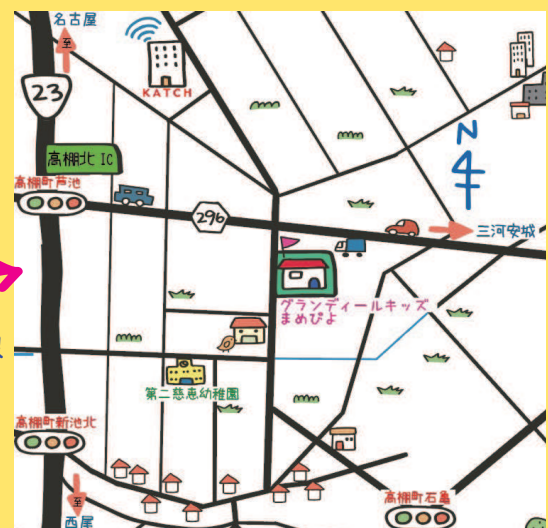 名古屋
至
KATCH
23
高棚北 IC
高棚町芦池
296
N
三河安城
グランディールキッズ
まめぴよ
第二慈恵幼稚園
高棚町新池北
至
西尾
高棚町石亀